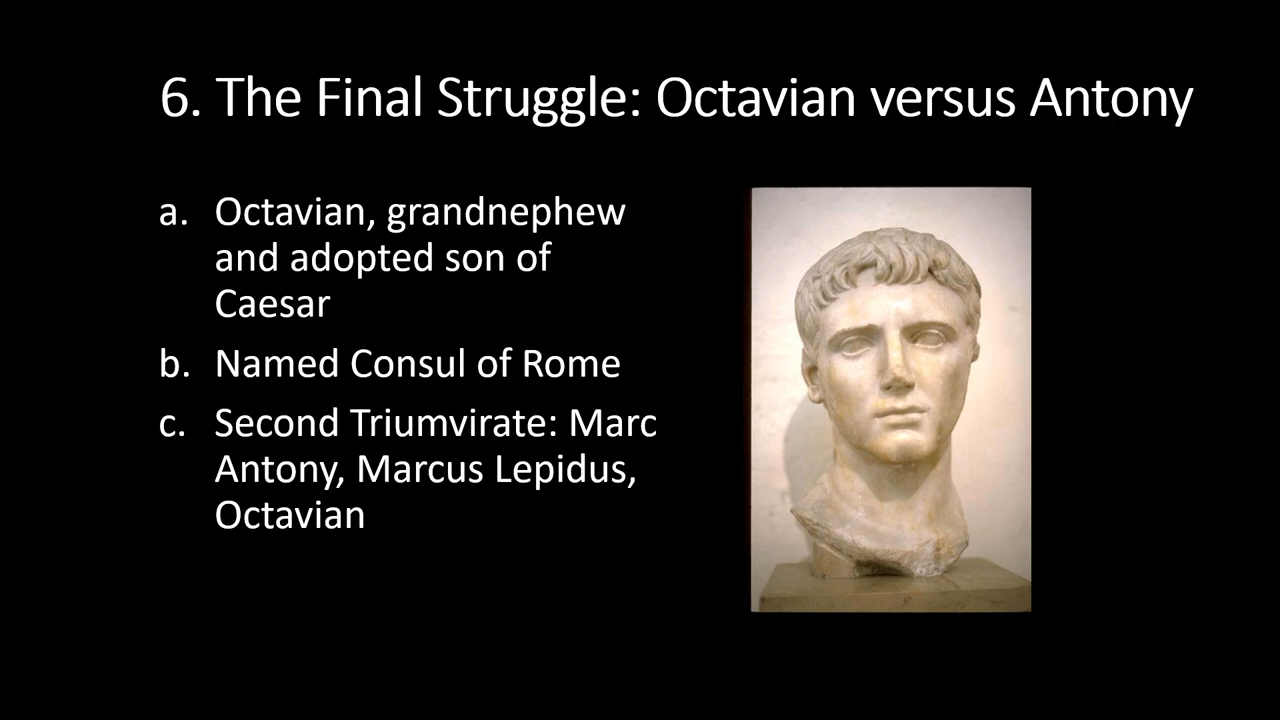 6. The Final Struggle: Octavian versus Antony
a. Octavian, grandnephew
and adopted son of
Caesar
b. Named Consul of Rome
c. Second Triumvirate: Marc
Antony, Marcus Lepidus,
Octavian